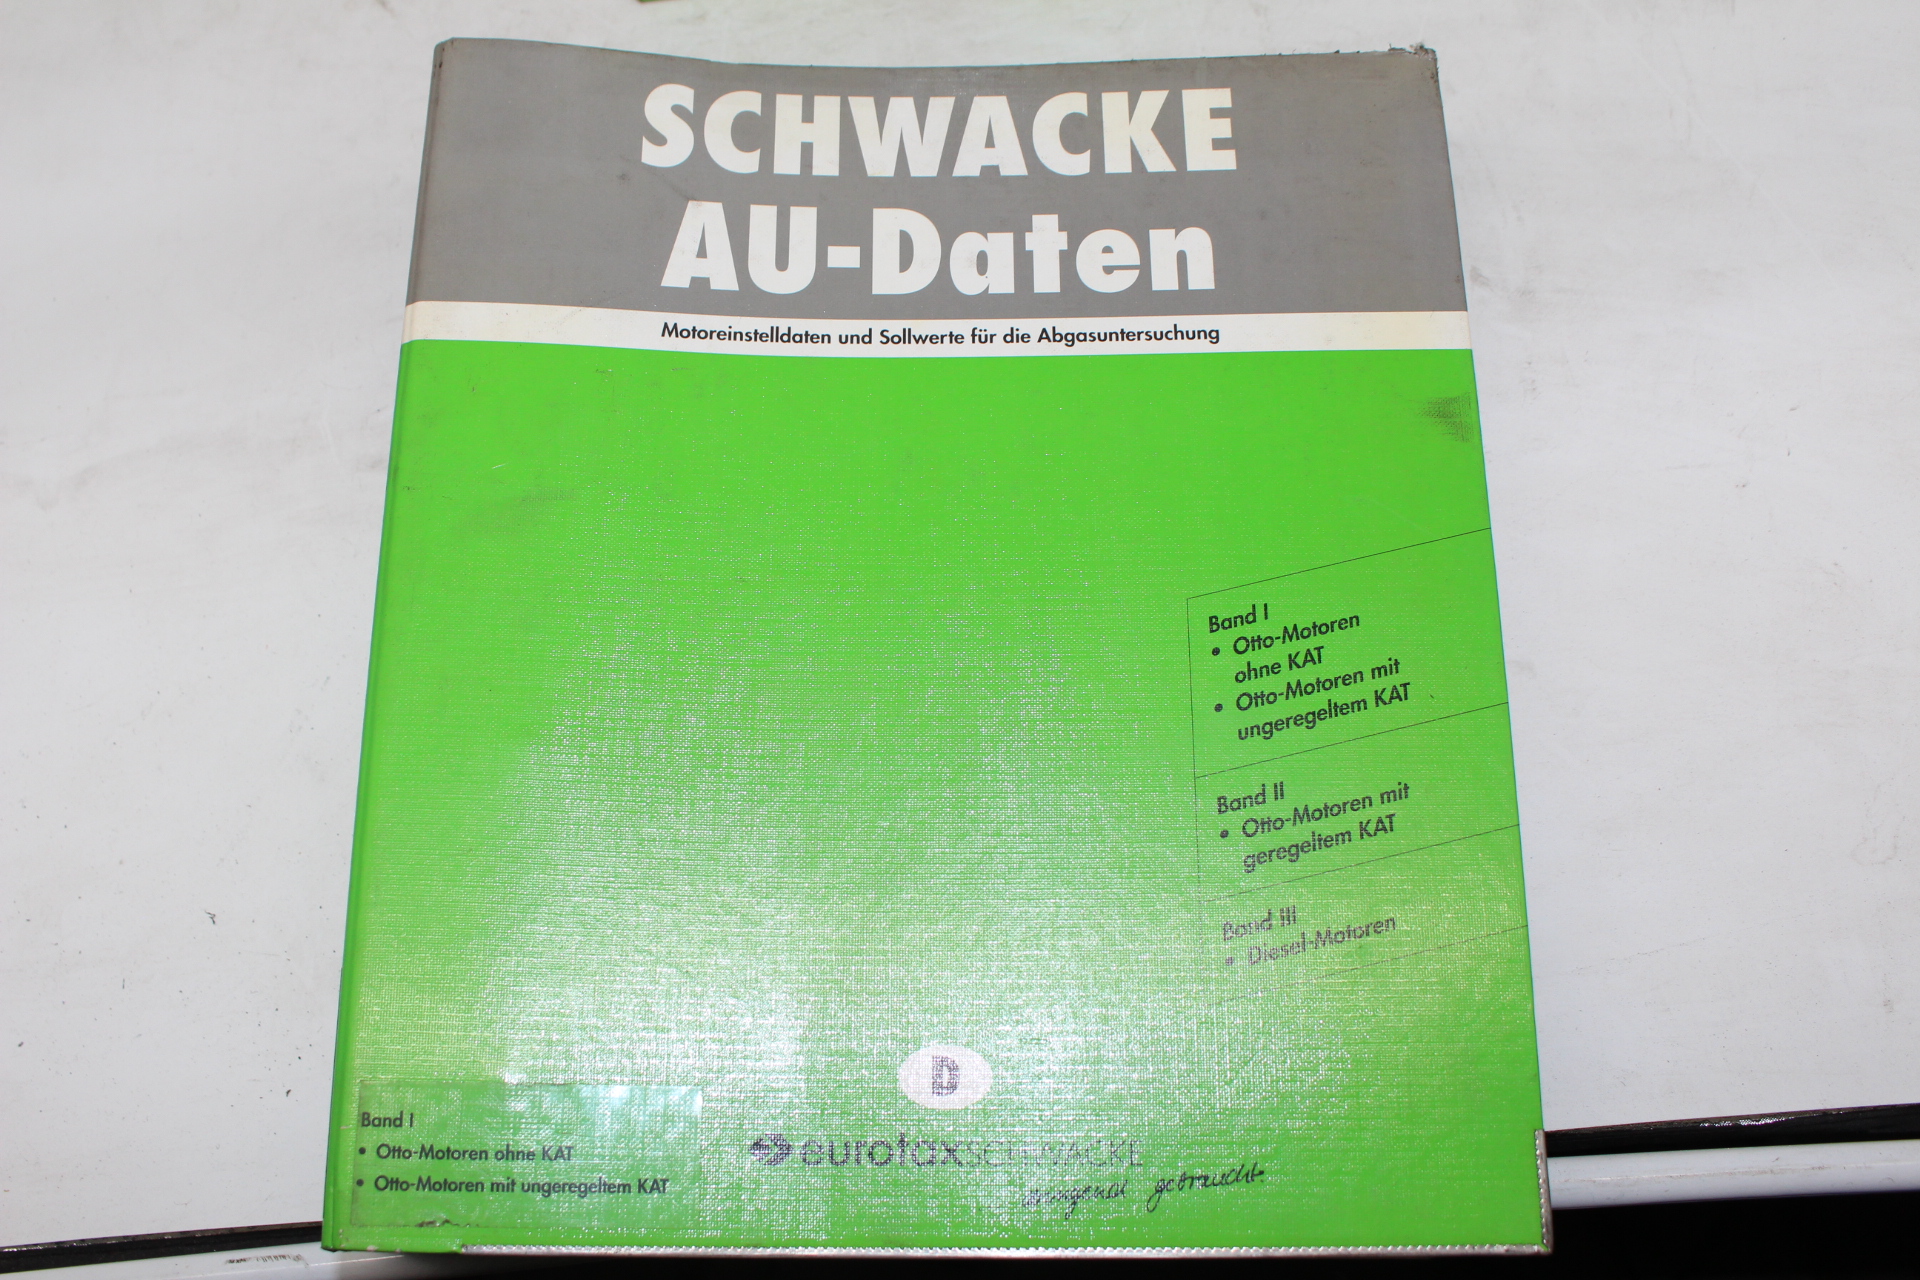 SCHWACKE
AU-Daten
Motoreinstelldaten und Sollwerte für die Abgasuntersuchung
Band I
• Otto-Motoren
ohne KAT
• Otto-Motoren mit
ungeregeltem KAT
Band II
• Otto-Motoren mit
geregeltem KAT
Band III
• Diesel-Motoren
D
Band I
• Otto-Motoren ohne KAT
• Otto-Motoren mit ungeregeltem KAT
eurotaxSCHWACKE
gebraucht.